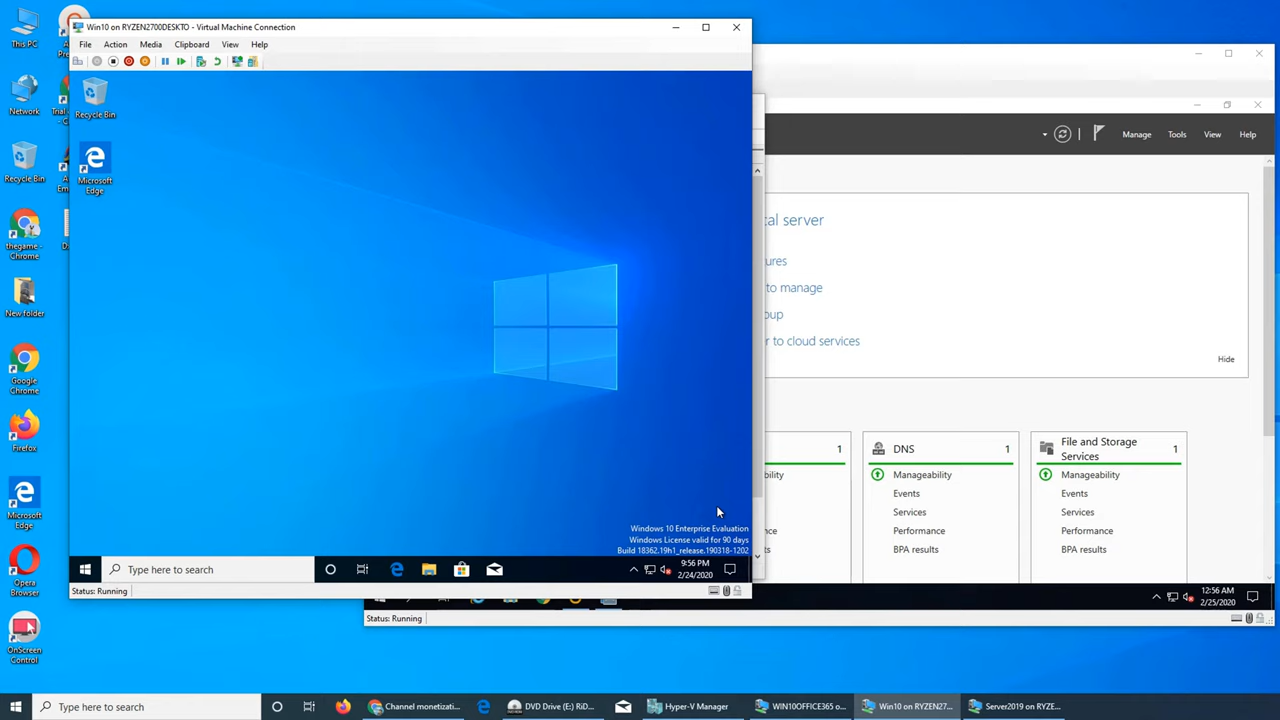 This PC
Network
Recycle Bin
thegame -
Chrome
New folder
Google
Chrome
Firefox
Microsoft
Edge
Opera
Browser
OnScreen
Control
Win10 on RYZEN2700DESKTO - Virtual Machine Connection
File Action Media Clipboard View Help
Recycle Bin
Microsoft
Edge
Windows 10 Enterprise Evaluation
Windows License valid for 90 days
Build 18362.19h1_release.190318-1202
Type here to search
9:56 PM
2/24/2020
Status: Running
Manage Tools View Help
tal server
tures
to manage
oup
r to cloud services
Hide
1
ability
nce
ts
DNS 1
Manageability
Events
Services
Performance
BPA results
File and Storage
Services 1
Manageability
Events
Services
Performance
BPA results
12:56 AM
2/25/2020
Status: Running
Type here to search
Channel monetizati...
DVD Drive (E:) RiD...
Hyper-V Manager
WIN10OFFICE365 o...
Win10 on RYZEN27...
Server2019 on RYZE...